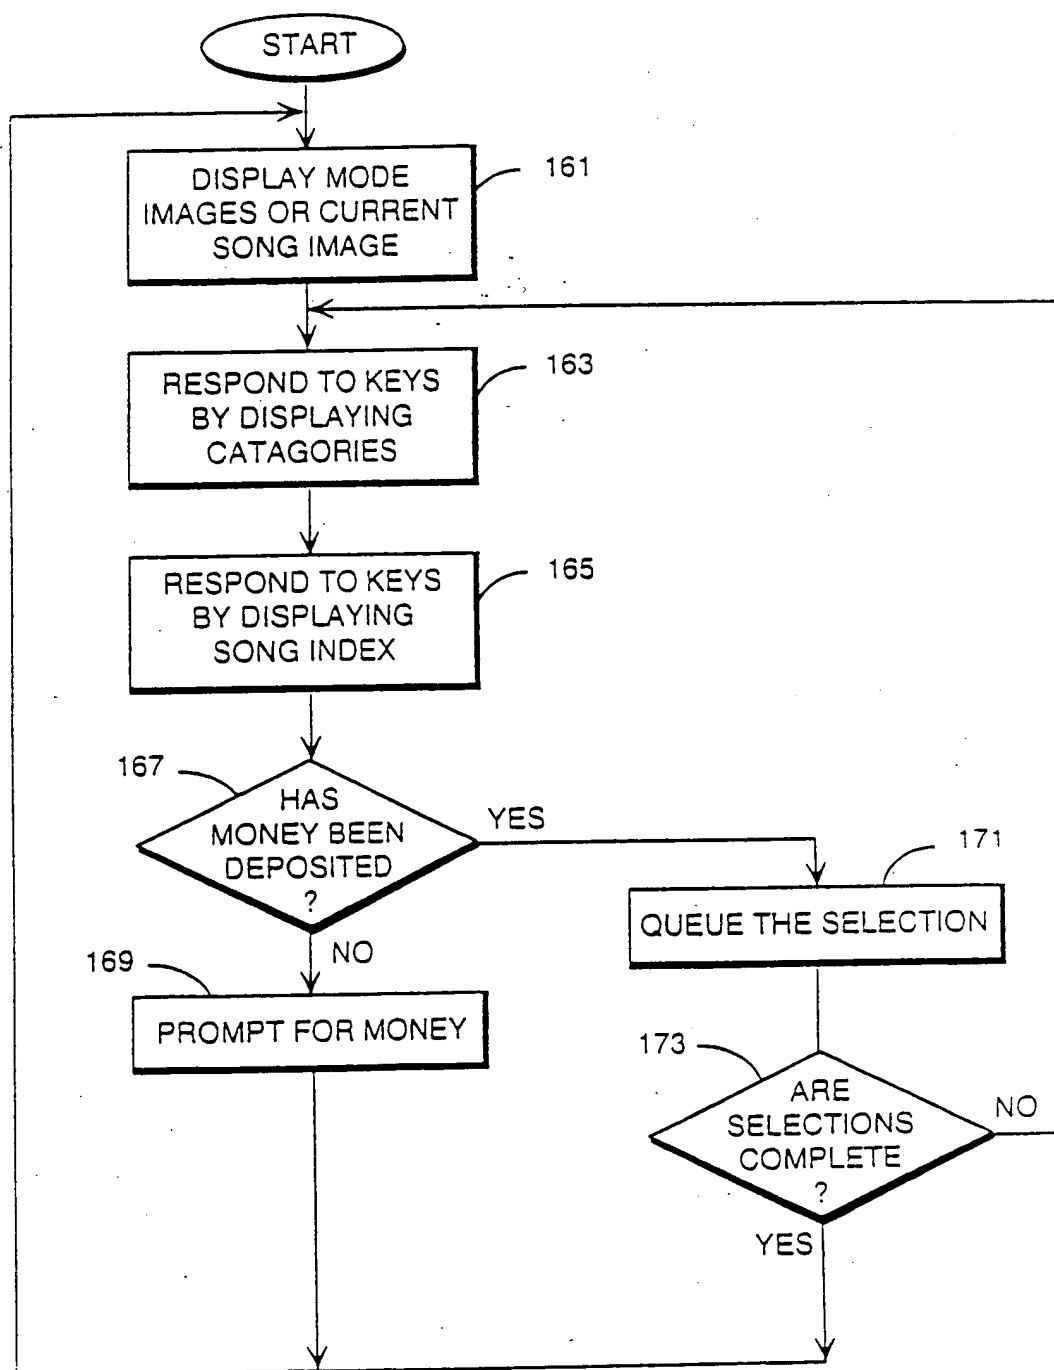 START
DISPLAY MODE
IMAGES OR CURRENT
SONG IMAGE
161
RESPOND TO KEYS
BY DISPLAYING
CATAGORIES
163
RESPOND TO KEYS
BY DISPLAYING
SONG INDEX
165
167
HAS
MONEY BEEN
DEPOSITED
?
YES
NO
171
QUEUE THE SELECTION
169
PROMPT FOR MONEY
173
ARE
SELECTIONS
COMPLETE
?
NO
YES